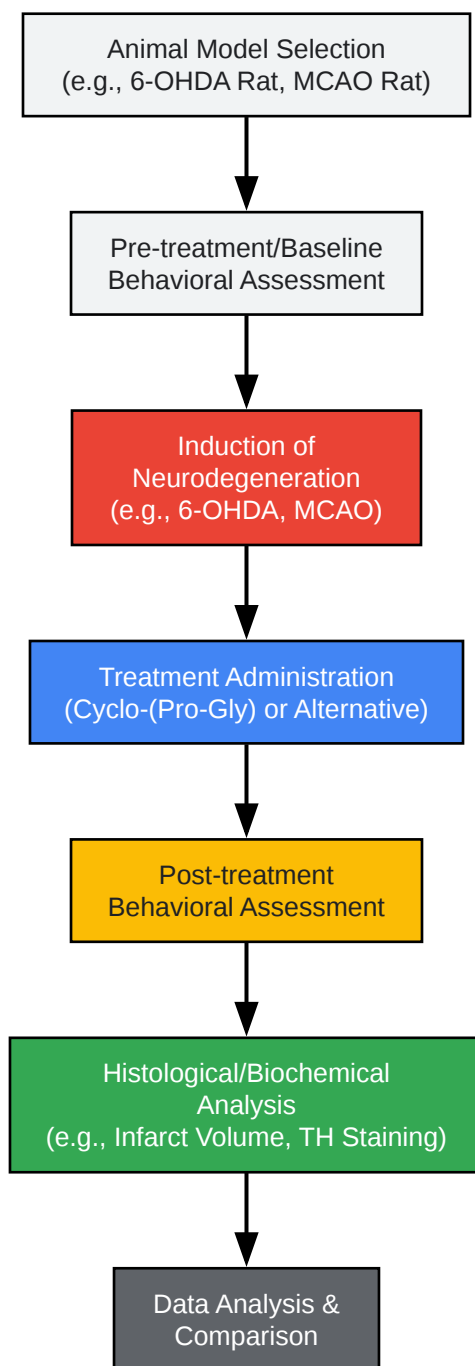 Animal Model Selection
(e.g., 6-OHDA Rat, MCAO Rat)
Pre-treatment/Baseline
Behavioral Assessment
Induction of
Neurodegeneration
(e.g., 6-OHDA, MCAO)
Treatment Administration
(Cyclo-(Pro-Gly) or Alternative)
Post-treatment
Behavioral Assessment
Histological/Biochemical
Analysis
(e.g., Infarct Volume, TH Staining)
Data Analysis &
Comparison